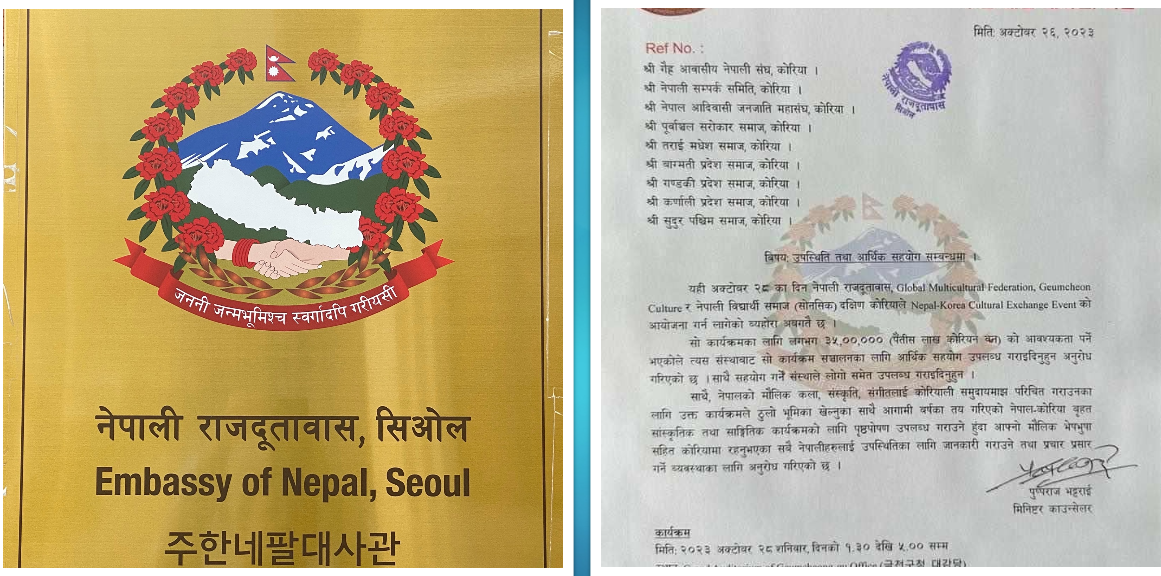 जननी जन्मभूमिश्च स्वर्गादपि गरीयसी
नेपाली राजदूतावास, सिओल
Embassy of Nepal, Seoul
주한네팔대사관
मिति: अक्टोबर २६, २०२३
Ref No. :
नेपाली राजदूतावास
सिओल
श्री गैह्र आवासीय नेपाली संघ, कोरिया ।
श्री नेपाली सम्पर्क समिति, कोरिया ।
श्री नेपाल आदिवासी जनजाति महासंघ, कोरिया ।
श्री पूर्वाञ्चल सरोकार समाज, कोरिया ।
श्री तराई मधेश समाज, कोरिया ।
श्री बाग्मती प्रदेश समाज, कोरिया ।
श्री गण्डकी प्रदेश समाज, कोरिया ।
श्री कर्णाली प्रदेश समाज, कोरिया ।
श्री सुदुर पश्चिम समाज, कोरिया ।
विषय: उपस्थिति तथा आर्थिक सहयोग सम्बन्धमा ।
यही अक्टोबर २८ का दिन नेपाली राजदूतावास, Global Multicultural Federation, Geumcheon
Culture र नेपाली विद्यार्थी समाज (सोनसिक) दक्षिण कोरियाले Nepal-Korea Cultural Exchange Event को
आयोजना गर्न लागेको व्यहोरा अवगतै छ ।
सो कार्यक्रमका लागि लगभग ३५,००,००० (पैंतीस लाख कोरियन वन) को आवश्यकता पर्ने
भएकोले त्यस संस्थाबाट सो कार्यक्रम सञ्चालनका लागि आर्थिक सहयोग उपलब्ध गराइदिनुहुन अनुरोध
गरिएको छ । साथै सहयोग गर्ने संस्थाले लोगो समेत उपलब्ध गराइदिनुहुन ।
साथै, नेपालको मौलिक कला, संस्कृति, संगीतलाई कोरियाली समुदायमाझ परिचित गराउनका
लागि उक्त कार्यक्रमले ठुलो भूमिका खेल्नुका साथै आगामी वर्षका तय गरिएको नेपाल-कोरिया बृहत
सांस्कृतिक तथा साङ्गितिक कार्यक्रमको लागि पृष्ठपोषण उपलब्ध गराउने हुंदा आफ्नो मौलिक भेषभुषा
सहित कोरियामा रहनुभएका सबै नेपालीहरुलाई उपस्थितिका लागि जानकारी गराउने तथा प्रचार प्रसार
गर्ने व्यवस्थाका लागि अनुरोध गरिएको छ ।
पुष्पराज भट्टराई
मिनिष्टर काउन्सेलर
कार्यक्रम
मिति: २०२३ अक्टोबर २८ शनिवार, दिनको १.३० देखि ५.०० सम्म